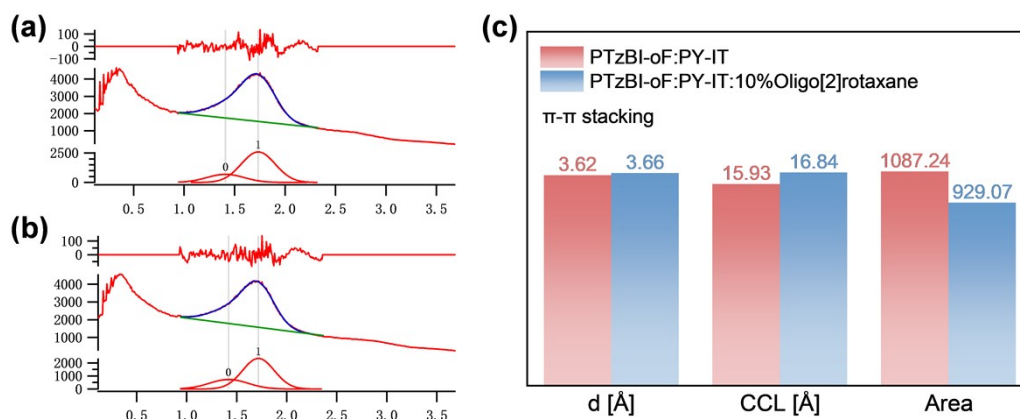 (a)
100
0
-100
4000
3000
2000
1000
2500
0
0
1
0.5 1.0 1.5 2.0 2.5 3.0 3.5
(b)
100
0
4000
3000
2000
1000
0
2000
1000
0
0
1
0.5 1.0 1.5 2.0 2.5 3.0 3.5
(c)
PTzBI-oF:PY-IT
PTzBI-oF:PY-IT:10%Oligo[2]rotaxane
π-π stacking
3.62 3.66 15.93 16.84 1087.24 929.07
d [Å] CCL [Å] Area